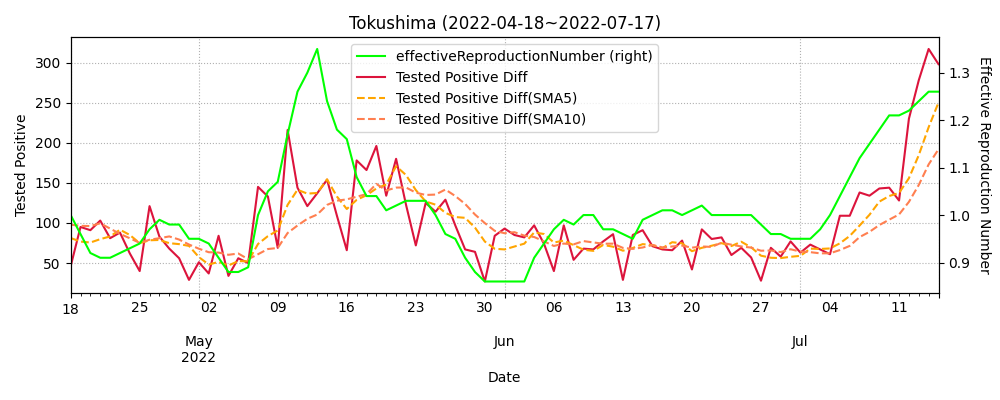 Tokushima (2022-04-18~2022-07-17)
effectiveReproductionNumber (right)
Tested Positive Diff
Tested Positive Diff(SMA5)
Tested Positive Diff(SMA10)
Tested Positive
300
250
200
150
100
50
1.3
1.2
1.1
1.0
0.9
Effective Reproduction Number
18 25 02 09 16 23 30 06 13 20 27 04 11
May Jun Jul
2022
Date